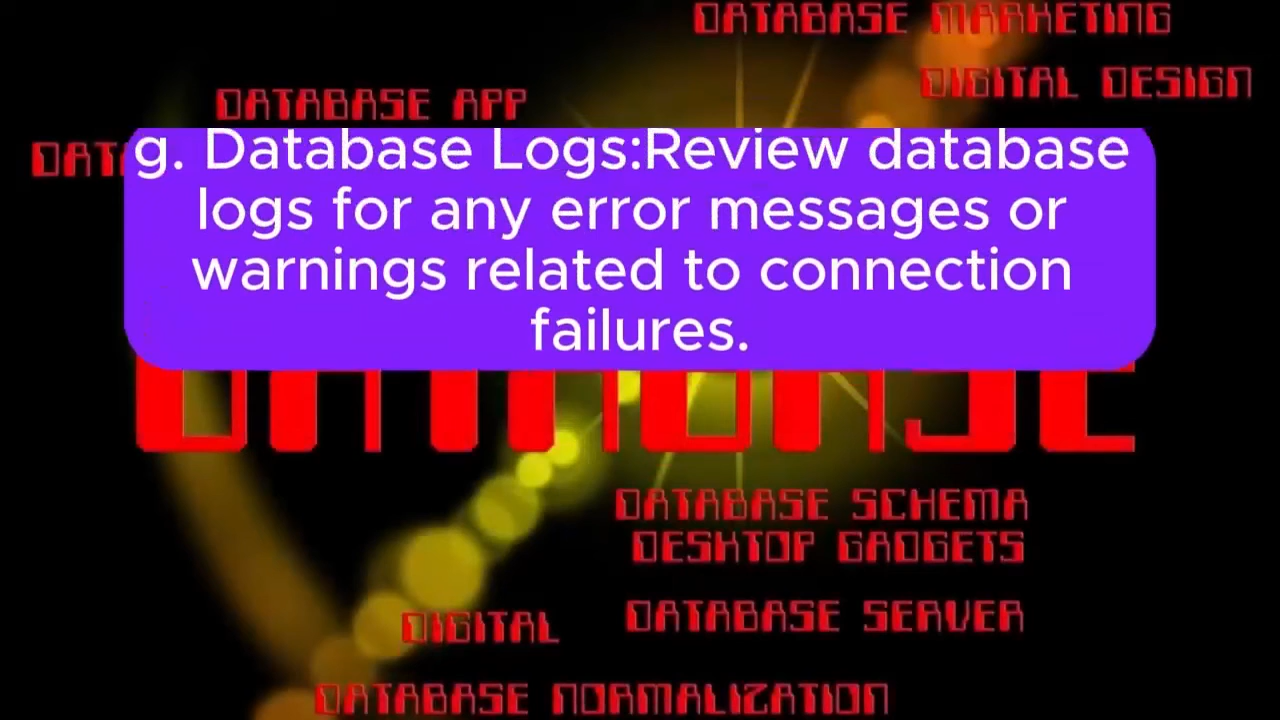 DATABASE MARKETING
DIGITAL DESIGN
DATABASE APP
g. Database Logs:Review database
logs for any error messages or
warnings related to connection
failures.
DATABASE
DATABASE SCHEMA
DESKTOP GADGETS
DATABASE SERVER
DIGITAL
DATABASE NORMALIZATION